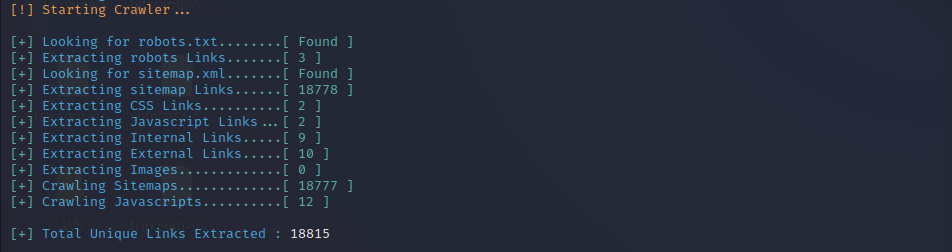 [!] Starting Crawler...
[+] Looking for robots.txt........[ Found ]
[+] Extracting robots Links.......[ 3 ]
[+] Looking for sitemap.xml.......[ Found ]
[+] Extracting sitemap Links......[ 18778 ]
[+] Extracting CSS Links..........[ 2 ]
[+] Extracting Javascript Links...[ 2 ]
[+] Extracting Internal Links.....[ 9 ]
[+] Extracting External Links.....[ 10 ]
[+] Extracting Images.............[ 0 ]
[+] Crawling Sitemaps.............[ 18777 ]
[+] Crawling Javascripts..........[ 12 ]
[+] Total Unique Links Extracted : 18815